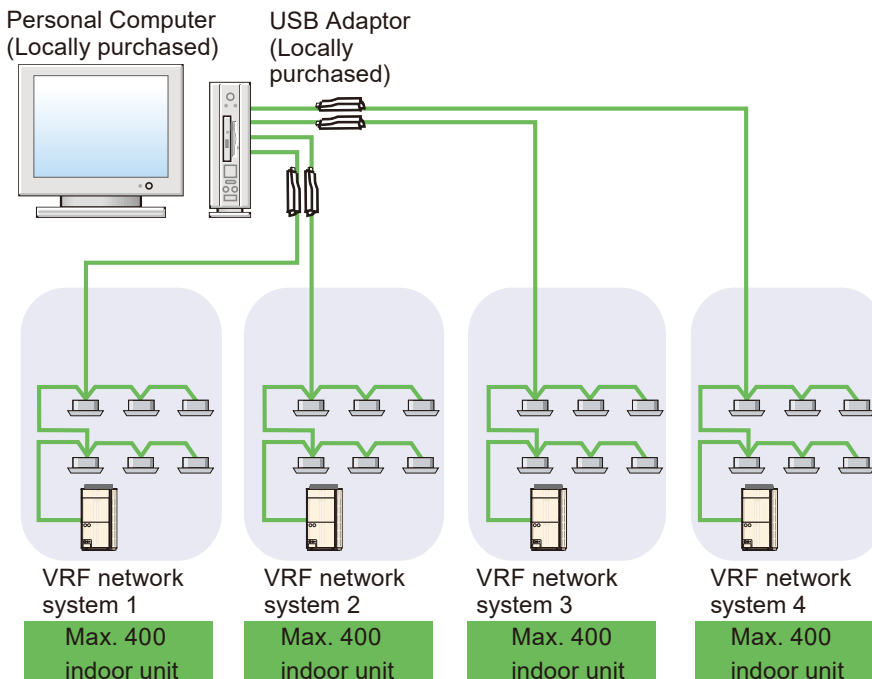 Personal Computer
(Locally purchased)
USB Adaptor
(Locally
purchased)
VRF network
system 1
Max. 400
indoor unit
VRF network
system 2
Max. 400
indoor unit
VRF network
system 3
Max. 400
indoor unit
VRF network
system 4
Max. 400
indoor unit